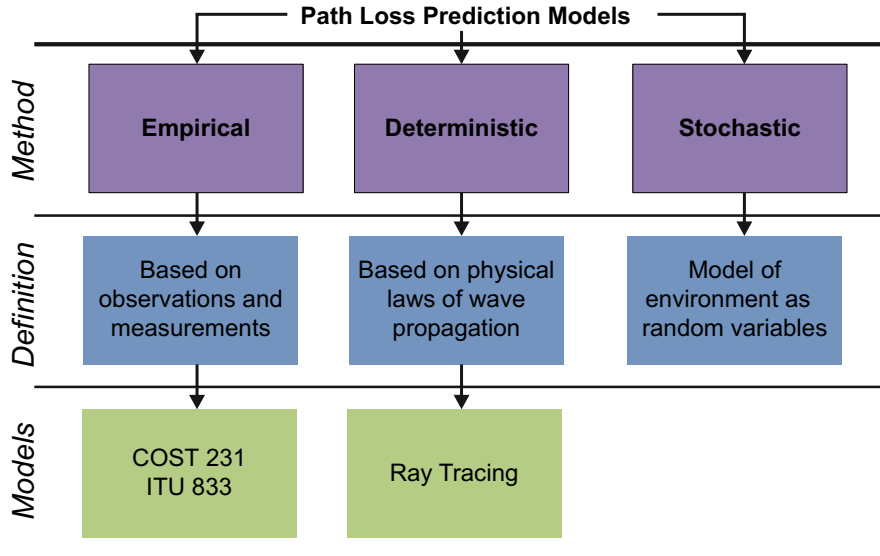 Path Loss Prediction Models
Method
Empirical
Deterministic
Stochastic
Definition
Based on
observations and
measurements
Based on physical
laws of wave
propagation
Model of
environment as
random variables
Models
COST 231
ITU 833
Ray Tracing